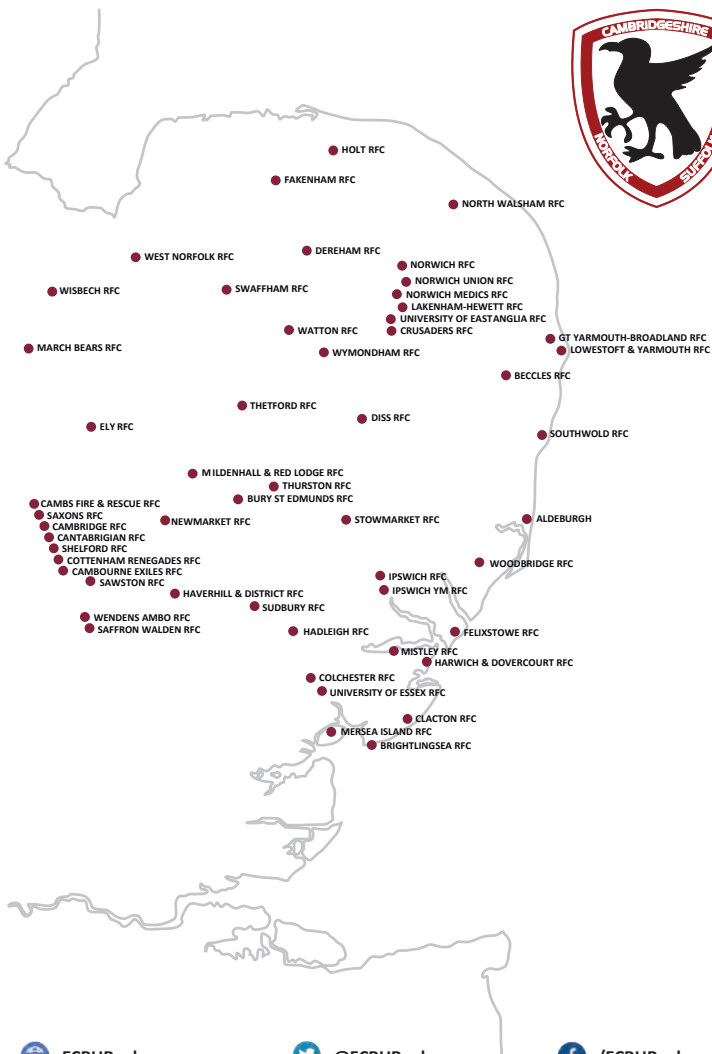 CAMBRIDGESHIRE
NORFOLK
HOLT RFC
FAKENHAM RFC
NORTH WALSHAM RFC
DEREHAM RFC
WEST NORFOLK RFC
NORWICH RFC
NORWICH UNION RFC
WISBECH RFC
SWAFFHAM RFC
NORWICH MEDICS RFC
LAKENHAM-HEWETT RFC
UNIVERSITY OF EASTANGLIA RFC
WATTON RFC
CRUSADERS RFC
GT YARMOUTH-BROADLAND RFC
MARCH BEARS RFC
LOWESTOFT & YARMOUTH RFC
WYMONDHAM RFC
BECCLES RFC
THETFORD RFC
DISS RFC
ELY RFC
SOUTHWOLD RFC
MILDENHALL & RED LODGE RFC
THURSTON RFC
BURY ST EDMUNDS RFC
CAMBS FIRE & RESCUE RFC
SAXONS RFC
NEWMARKET RFC
STOWMARKET RFC
ALDEBURGH
CAMBRIDGE RFC
CANTABRIGIAN RFC
SHELFORD RFC
COTTENHAM RENEGADES RFC
WOODBRIDGE RFC
CAMBOURNE EXILES RFC
IPSWICH RFC
SAWSTON RFC
IPSWICH YM RFC
HAVERHILL & DISTRICT RFC
SUDBURY RFC
WENDENS AMBO RFC
SAFFRON WALDEN RFC
HADLEIGH RFC
FELIXSTOWE RFC
MISTLEY RFC
HARWICH & DOVERCOURT RFC
COLCHESTER RFC
UNIVERSITY OF ESSEX RFC
CLACTON RFC
MERSEA ISLAND RFC
BRIGHTLINGSEA RFC